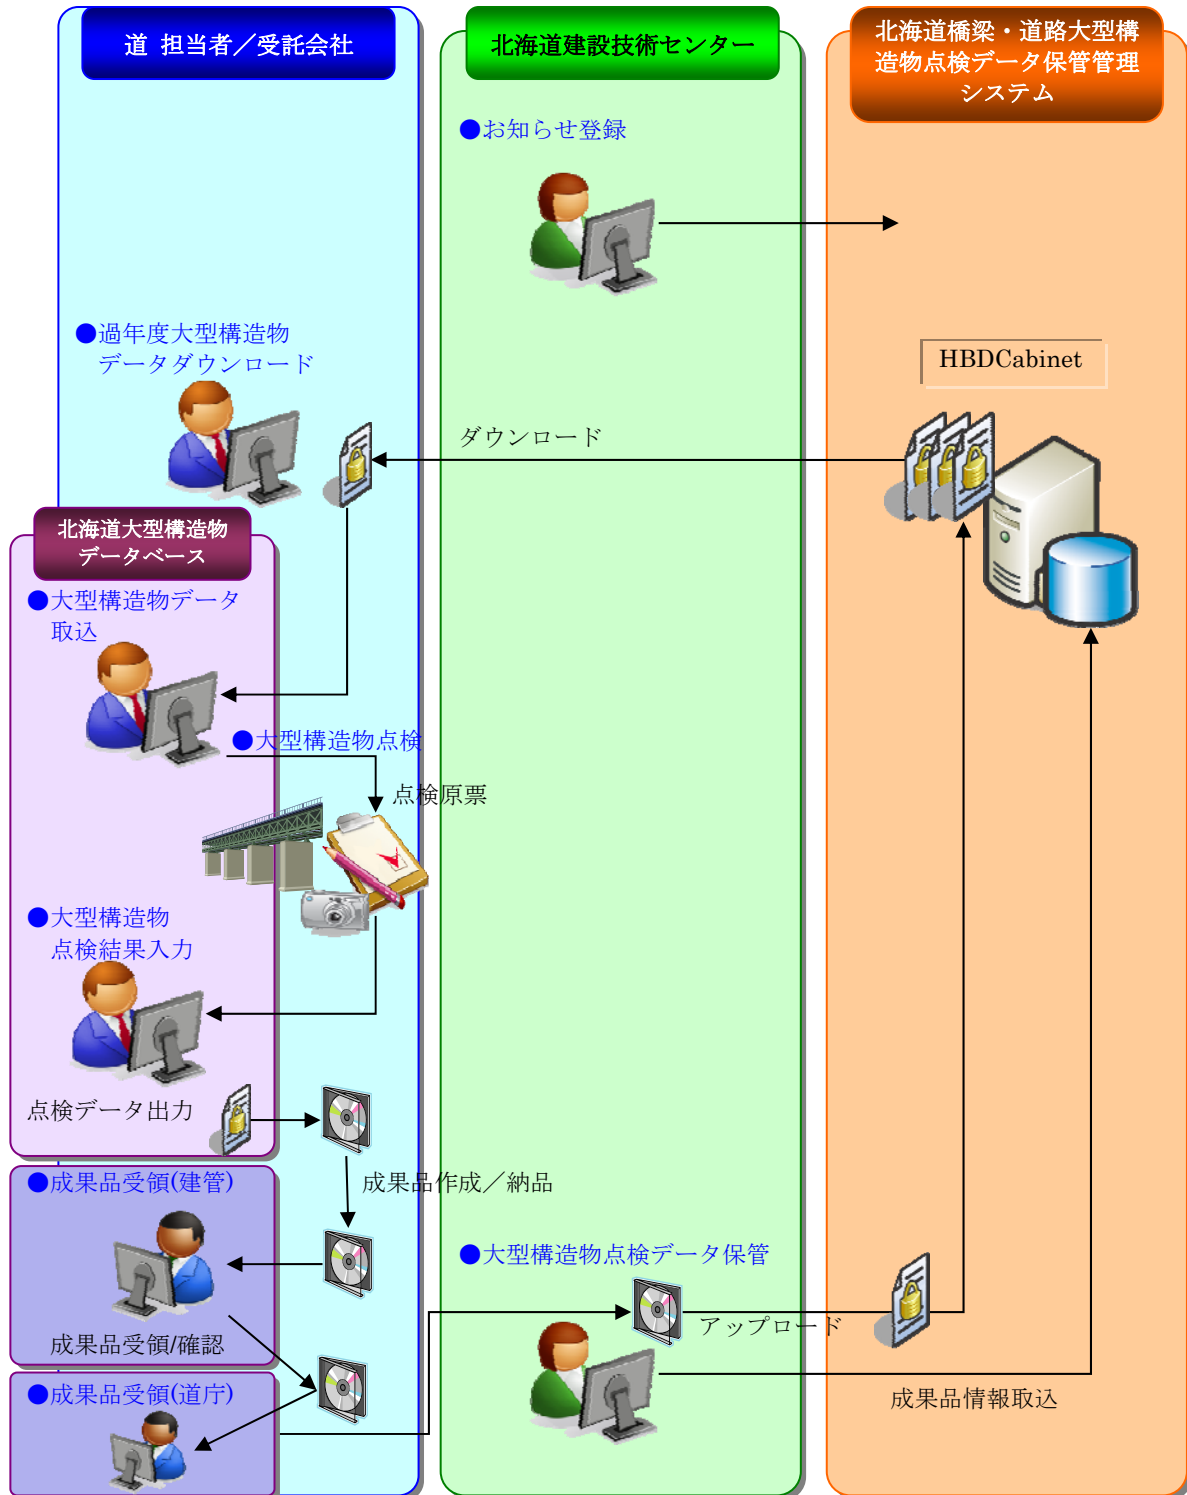 道 担当者／受託会社
北海道建設技術センター
北海道橋梁・道路大型構
造物点検データ保管管理
システム
●お知らせ登録
●過年度大型構造物
データダウンロード
HBDCabinet
ダウンロード
北海道大型構造物
データベース
●大型構造物データ
取込
●大型構造物点検
点検原票
●大型構造物
点検結果入力
点検データ出力
●成果品受領(建管)
成果品作成／納品
●大型構造物点検データ保管
アップロード
成果品受領/確認
●成果品受領(道庁)
成果品情報取込